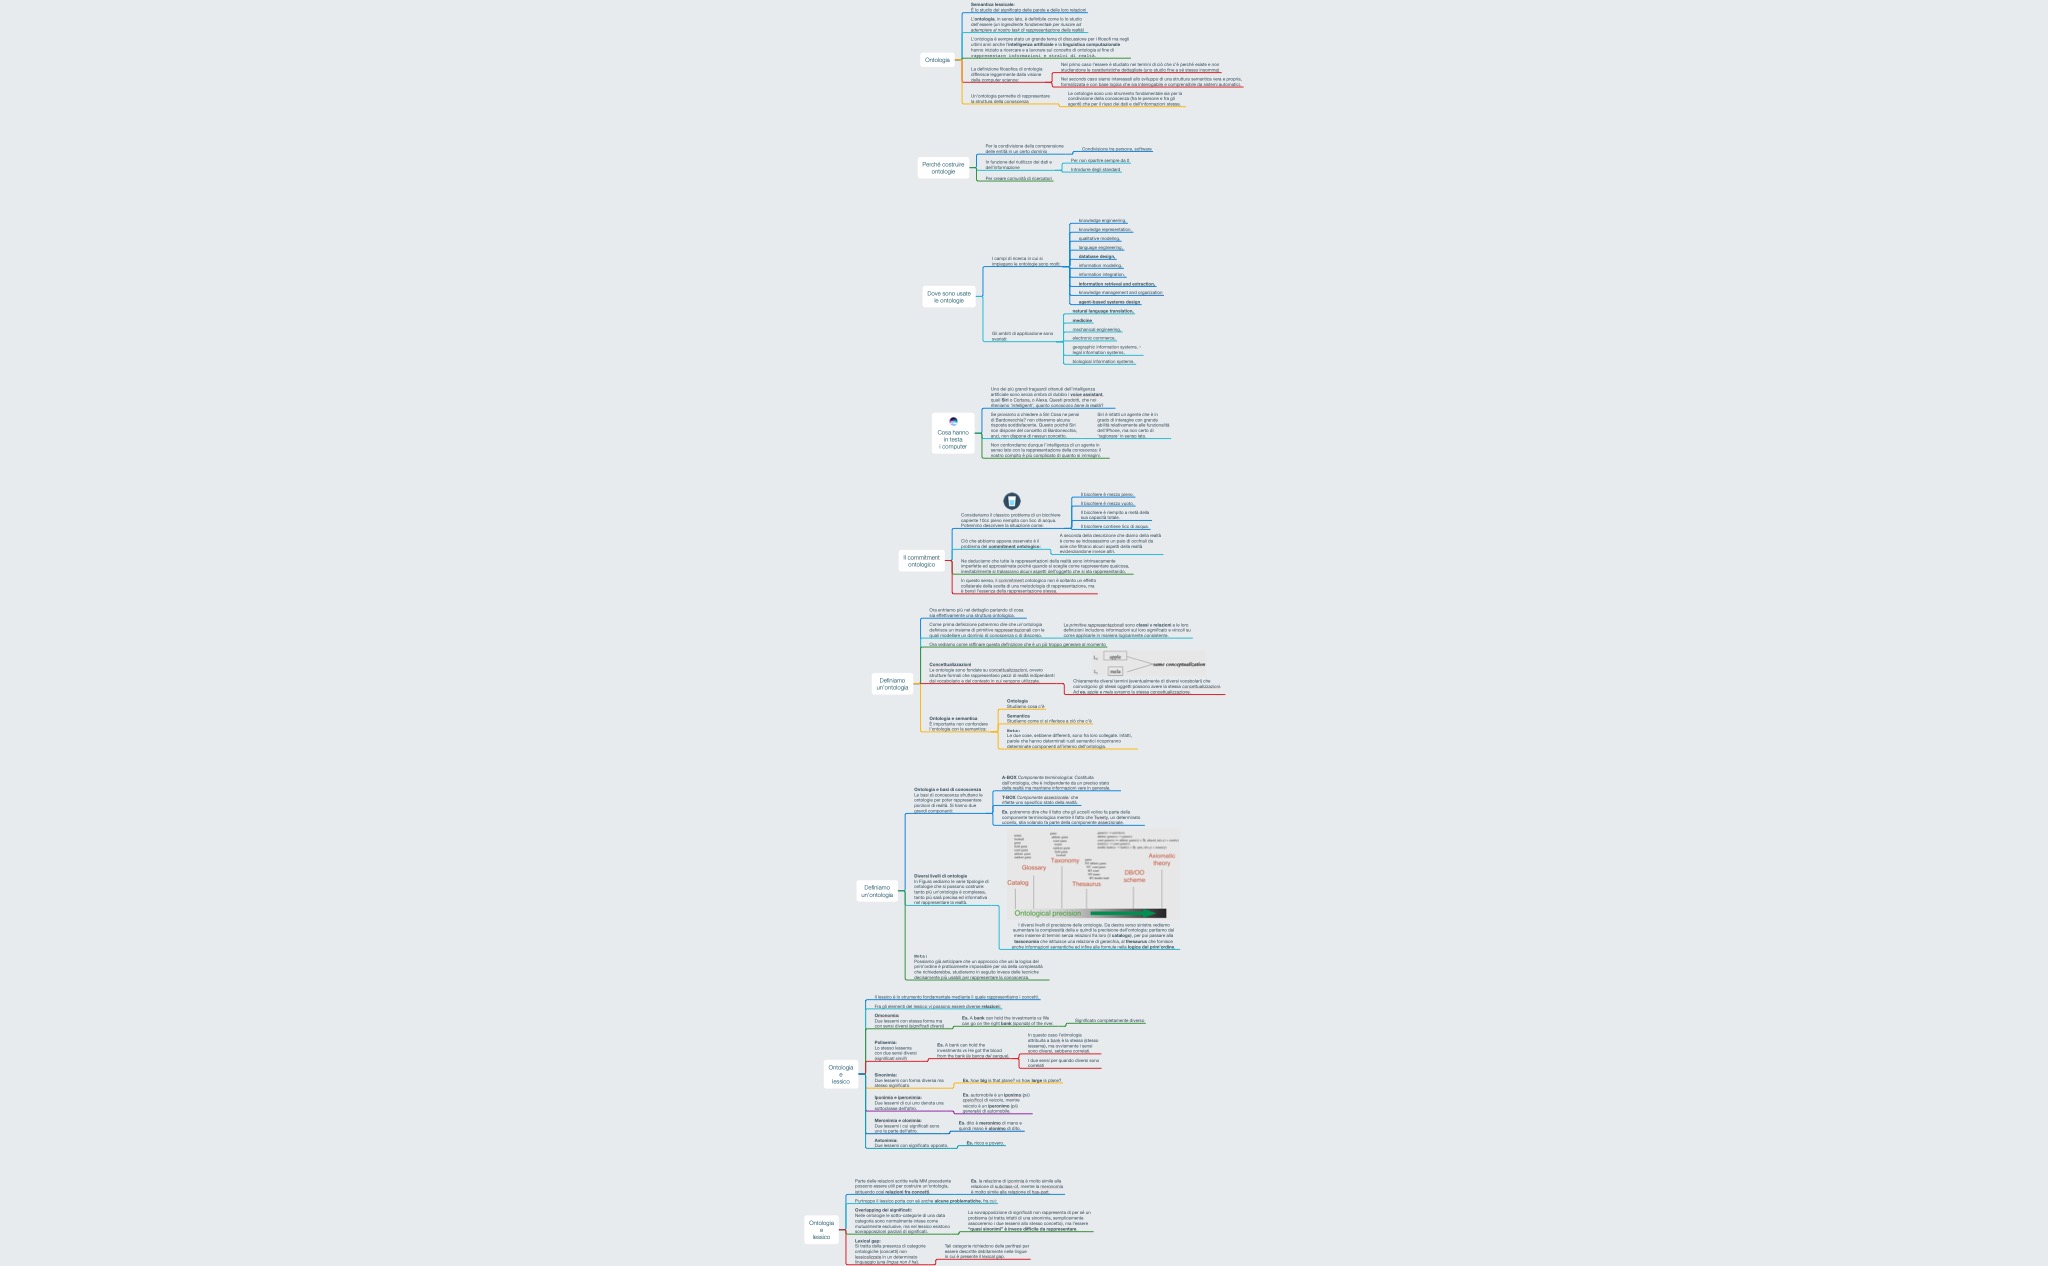 Ontologia
Semantica lessicale:
È lo studio del significato delle parole e delle loro relazioni.
L'ontologia, in senso lato, è definibile come lo studio
dell'essere (un ingrediente fondamentale per riuscire ad
adempiere al nostro task di rappresentazione della realtà)
L'ontologia è sempre stato un grande tema di discussione per i filosofi ma negli
ultimi anni anche l'intelligenza artificiale e la linguistica computazionale
hanno iniziato a ricercare e a lavorare sul concetto di ontologia al fine di
rappresentare informazioni e stralci di realtà.
La definizione filosofica di ontologia
differisce leggermente dalla visione
della computer science:
Nel primo caso l'essere è studiato nei termini di ciò che c'è perché esiste e non
studiandone le caratteristiche dettagliate (uno studio fine a sé stesso insomma)
Nel secondo caso siamo interessati allo sviluppo di una struttura semantica vera e propria,
formalizzata e con base logica che sia interrogabile e comprensibile da sistemi automatici.
Un'ontologia permette di rappresentare
la struttura della conoscenza
Le ontologie sono uno strumento fondamentale sia per la
condivisione della conoscenza (fra le persone e fra gli
agenti) che per il riuso dei dati e dell'informazioni stesse.
Perché costruire
ontologie
Per la condivisione della comprensione
delle entità in un certo dominio
Condivisione tra persone, software.
In funzione del riutilizzo dei dati e
dell'informazione
Per non ripartire sempre da 0.
Introdurre degli standard.
Per creare comunità di ricercatori.
Dove sono usate
le ontologie
I campi di ricerca in cui si
impiegano le ontologie sono molti:
knowledge engineering,
knowledge representation,
qualitative modeling,
language engineering,
database design,
information modeling,
information integration,
information retrieval and extraction,
knowledge management and organization,
agent-based systems design
Gli ambiti di applicazione sono
svariati:
natural language translation,
medicine,
mechanical engineering,
electronic commerce,
geographic information systems, -
legal information systems,
biological information systems.
Cosa hanno
in testa
i computer
Uno dei più grandi traguardi ottenuti dall'intelligenza
artificiale sono senza ombra di dubbio i voice assistant,
quali Siri o Cortana, o Alexa. Questi prodotti, che noi
riteniamo "intelligenti", quanto conoscono bene la realtà?
Se provassimo a chiedere a Siri Cosa ne pensi
di Bardonecchia? non otterremo alcuna
risposta soddisfacente. Questo poiché Siri
non dispone del concetto di Bardonecchia,
anzi, non dispone di nessun concetto.
Siri è infatti un agente che è in
grado di interagire con grande
abilità relativamente alle funzionalità
dell'iPhone, ma non certo di
'ragionare' in senso lato.
Non confondiamo dunque l'intelligenza di un agente in
senso lato con la rappresentazione della conoscenza: il
nostro compito è più complicato di quanto si immagini.
Il commitment
ontologico
Consideriamo il classico problema di un bicchiere
capiente 10cc pieno riempito con 5cc di acqua.
Potremmo descrivere la situazione come:
Il bicchiere è mezzo pieno.
Il bicchiere è mezzo vuoto.
Il bicchiere è riempito a metà della
sua capacità totale.
Il bicchiere contiene 5cc di acqua.
Ciò che abbiamo appena osservato è il
problema del commitment ontologico:
A seconda della descrizione che diamo della realtà
è come se indossassimo un paio di occhiali da
sole che filtrano alcuni aspetti della realtà
evidenziandone invece altri.
Ne deduciamo che tutte le rappresentazioni della realtà sono intrinsecamente
imperfette ed approssimate poiché quando si sceglie come rappresentare qualcosa,
inevitabilmente si tralasciano alcuni aspetti dell'oggetto che si sta rappresentando.
In questo senso, il commitment ontologico non è soltanto un effetto
collaterale della scelta di una metodologia di rappresentazione, ma
è bensì l'essenza della rappresentazione stessa.
Definiamo
un'ontologia
Ora entriamo più nel dettaglio parlando di cosa
sia effettivamente una struttura ontologica.
Come prima definizione potremmo dire che un'ontologia
definisce un insieme di primitive rappresentazionali con le
quali modellare un dominio di conoscenza o di discorso.
Le primitive rappresentazionali sono classi e relazioni e le loro
definizioni includono informazioni sul loro significato e vincoli su
come applicarle in maniera logicamente consistente.
Ora vediamo come raffinare questa definizione che è un pò troppo generale al momento.
Concettualizzazioni
Le ontologie sono fondate su concettualizzazioni, ovvero
strutture formali che rappresentano pezzi di realtà indipendenti
dal vocabolario e del contesto in cui vengono utilizzate.
apple
mela
same conceptualization
Chiaramente diversi termini (eventualmente di diversi vocabolari) che
coinvolgono gli stessi oggetti possono avere la stessa concettualizzazione.
Ad es. apple e mela avranno la stessa concettualizzazione.
Ontologia e semantica
È importante non confondere
l'ontologia con la semantica:
Ontologia
Studiamo cosa c'è.
Semantica
Studiamo come ci si riferisce a ciò che c'è.
Nota:
Le due cose, sebbene differenti, sono fra loro collegate. Infatti,
parole che hanno determinati ruoli semantici ricopriranno
determinate componenti all'interno dell'ontologia.
Definiamo
un'ontologia
Ontologia e basi di conoscenza
Le basi di conoscenza sfruttano le
ontologie per poter rappresentare
porzioni di realtà. Si hanno due
grandi componenti:
A-BOX Componente terminologica: Costituita
dall'ontologia, che è indipendente da un preciso stato
della realtà ma mantiene informazioni vere in generale.
T-BOX Componente asserzionale: che
riflette uno specifico stato della realtà.
Es. potremmo dire che il fatto che gli uccelli volino fa parte della
componente terminologica mentre il fatto che Tweety, un determinato
uccello, stia volando fa parte della componente asserzionale.
Diversi livelli di ontologie
In Figura vediamo le varie tipologie di
ontologie che si possono costruire:
tanto più un'ontologia è complessa,
tanto più sarà precisa ed informativa
nel rappresentare la realtà.
Catalog
Glossary
Taxonomy
Thesaurus
DB/OO
scheme
Axiomatic
theory
Ontological precision
I diversi livelli di precisione delle ontologie. Da destra verso sinistra vediamo
aumentare la complessità della e quindi la precisione dell'ontologia: partiamo dal
mero insieme di termini senza relazioni fra loro (il catalogo), per poi passare alla
tassonomia che istituisce una relazione di gerarchia, al thesaurus che fornisce
anche informazioni semantiche ed infine alle formule nella logica del prim'ordine.
Nota:
Possiamo già anticipare che un approccio che usi la logica del
prim'ordine è praticamente impossibile per via della complessità
che richiederebbe, studieremo in seguito invece delle tecniche
decisamente più usabili per rappresentare la conoscenza.
Ontologia
e
lessico
Il lessico è lo strumento fondamentale mediante il quale rappresentiamo i concetti.
Fra gli elementi del lessico vi possono essere diverse relazioni:
Omonomia:
Due lessemi con stessa forma ma
con sensi diversi (significati diversi)
Es. A bank can hold the investments vs We
can go on the right bank (sponda) of the river.
Significato completamente diverso.
Polisemia:
Lo stesso lessema
con due sensi diversi
(significati simili)
Es. A bank can hold the
investments vs He got the blood
from the bank (la banca del sangue).
In questo caso l'etimologia
attribuita a bank è la stessa (stesso
lessema), ma ovviamente i sensi
sono diversi, sebbene correlati.
I due sensi per quando diversi sono
correlati.
Sinonimia:
Due lessemi con forma diversa ma
stesso significato
Es. how big is that plane? vs how large is plane?
Iponimia e iperonimia:
Due lessemi di cui uno denota una
sottoclasse dell'altro.
Es. automobile è un iponimo (più
specifico) di veicolo, mentre
veicolo è un iperonimo (più
generale) di automobile.
Meronimia e olonimia:
Due lessemi i cui significati sono
uno la parte dell'altro.
Es. dito è meronimo di mano e
quindi mano è olonimo di dito.
Antonimia:
Due lessemi con significato opposto.
Es. ricco e povero.
Ontologia
e
lessico
Parte delle relazioni scritte nella MM precedente
possono essere utili per costruire un'ontologia,
istituendo così relazioni fra concetti.
Es. la relazione di iponimia è molto simile alla
relazione di subclass-of, mentre la meronomia
è molto simile alla relazione di has-part.
Purtroppo il lessico porta con sé anche alcune problematiche, fra cui:
Overlapping dei significati:
Nelle ontologie le sotto-categorie di una data
categoria sono normalmente intese come
mutualmente esclusive, ma nel lessico esistono
sovrapposizioni parziali di significati.
La sovrapposizione di significati non rappresenta di per sé un
problema (si tratta infatti di una sinonimia, semplicemente
assoceremo i due lessemi allo stesso concetto), ma l'essere
"quasi sinonimi" è invece difficile da rappresentare.
Lexical gap:
Si tratta della presenza di categorie
ontologiche (concetti) non
lessicalizzate in un determinato
linguaggio (una lingua non il ha).
Tali categorie richiedono delle perifrasi per
essere descritte debitamente nelle lingue
in cui è presente il lexical gap.